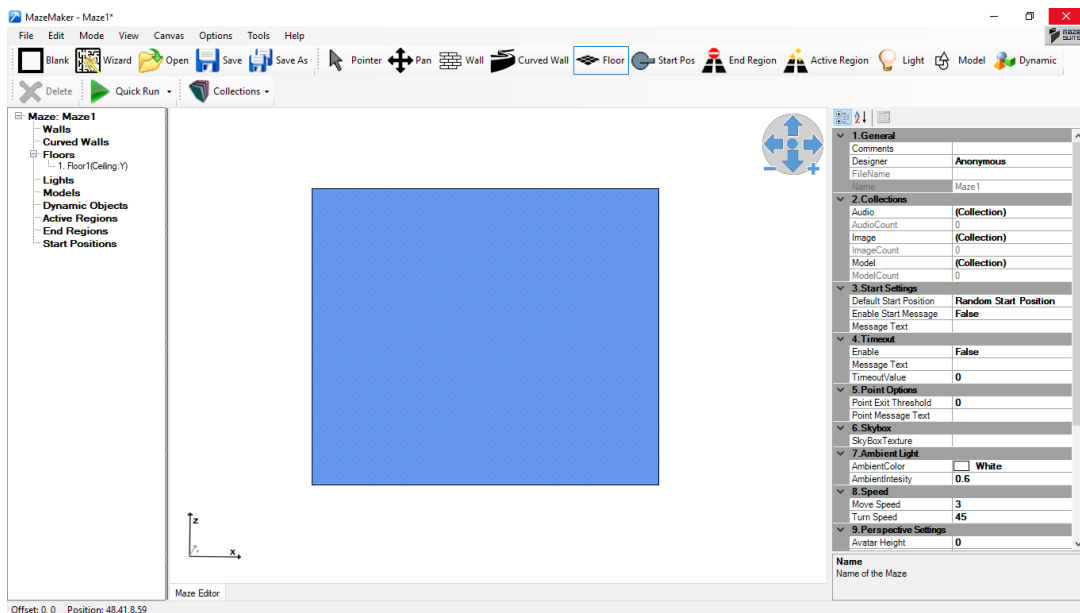 MazeMaker - Maze1*
File Edit Mode View Canvas Options Tools Help
MAZE SUITE
Blank Wizard Open Save Save As Pointer Pan Wall Curved Wall Floor Start Pos End Region Active Region Light Model Dynamic
Delete Quick Run Collections
Maze: Maze1
Walls
Curved Walls
Floors
1. Floor1(Ceiling:Y)
Lights
Models
Dynamic Objects
Active Regions
End Regions
Start Positions
z
x
Maze Editor
1.General
Comments
Designer Anonymous
FileName
Name Maze1
2.Collections
Audio (Collection)
AudioCount 0
Image (Collection)
ImageCount 0
Model (Collection)
ModelCount 0
3.Start Settings
Default Start Position Random Start Position
Enable Start Message False
Message Text
4.Timeout
Enable False
Message Text
TimeoutValue 0
5.Point Options
Point Exit Threshold 0
Point Message Text
6.Skybox
SkyBoxTexture
7.Ambient Light
AmbientColor White
AmbientIntesity 0.6
8.Speed
Move Speed 3
Turn Speed 45
9.Perspective Settings
Avatar Height 0
Name
Name of the Maze
Offset: 0, 0 Position: 48.41,8.59